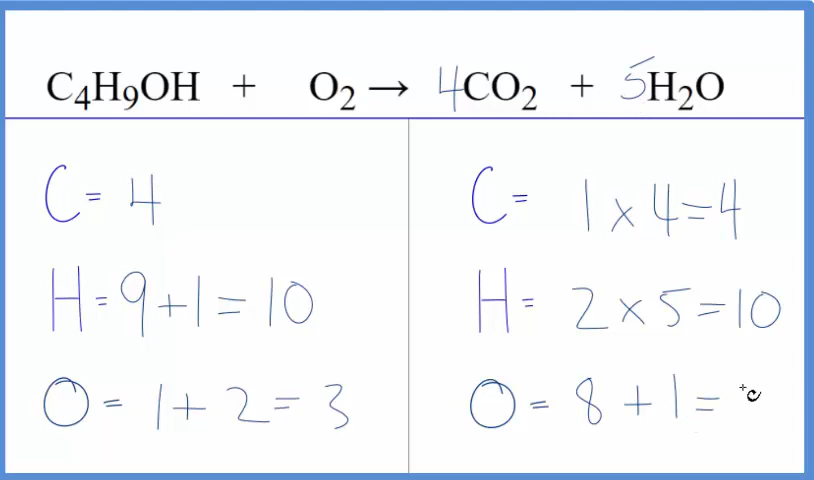 C₄H₉OH + O₂ → 4CO₂ + 5H₂O
C = 4
H = 9 + 1 = 10
O = 1 + 2 = 3
C = 1 x 4 = 4
H = 2 x 5 = 10
O = 8 + 1 =